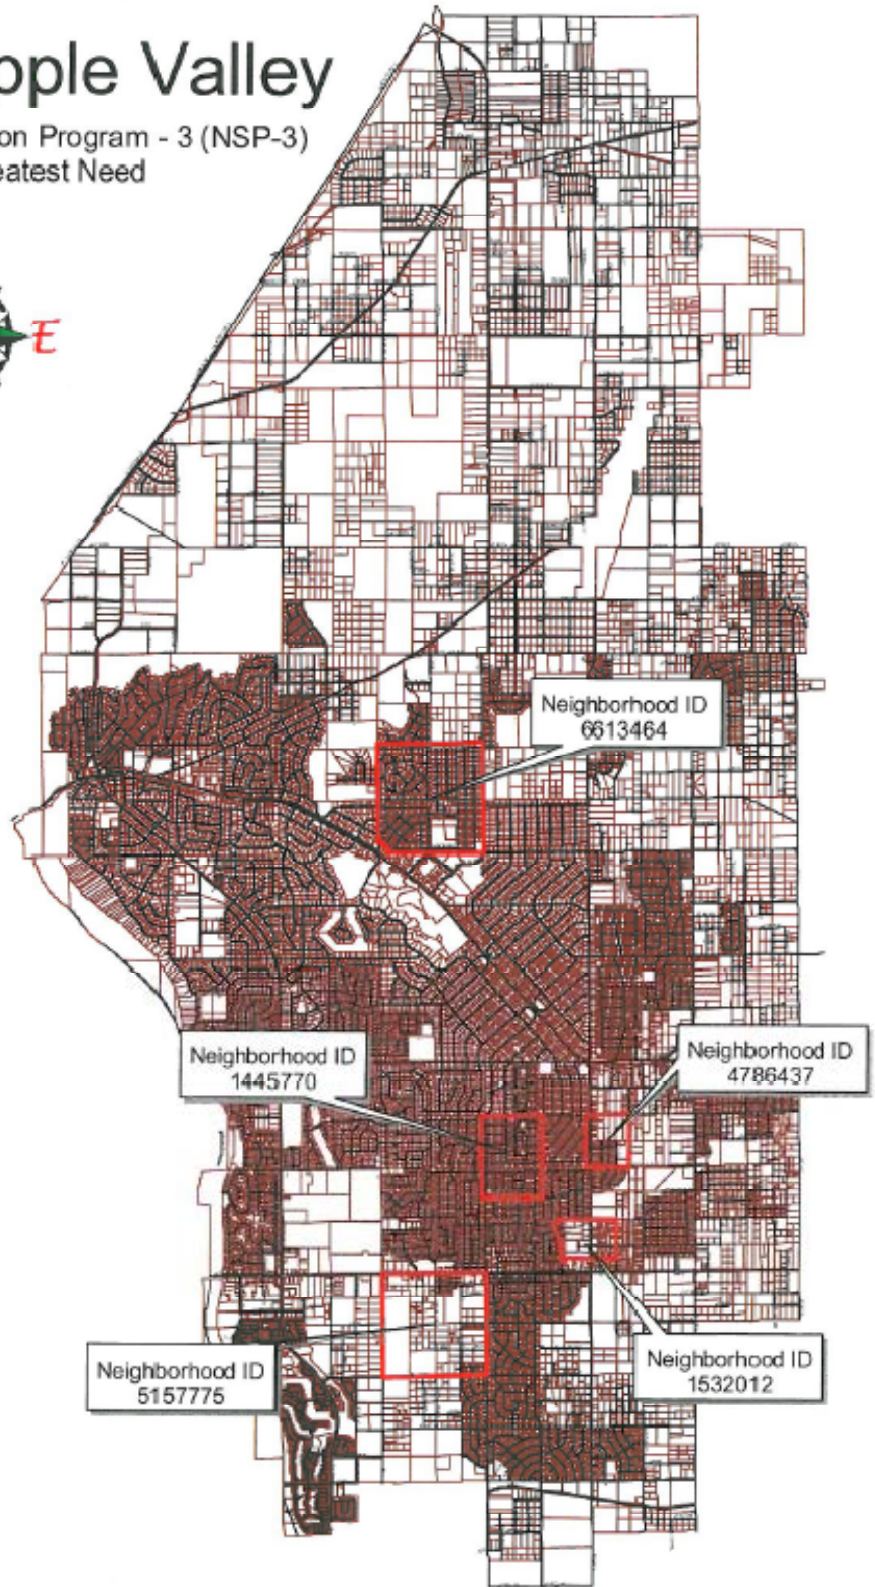 pple Valley
on Program - 3 (NSP-3)
eatest Need
E
Neighborhood ID
6613464
Neighborhood ID
1445770
Neighborhood ID
4786437
Neighborhood ID
5157775
Neighborhood ID
1532012